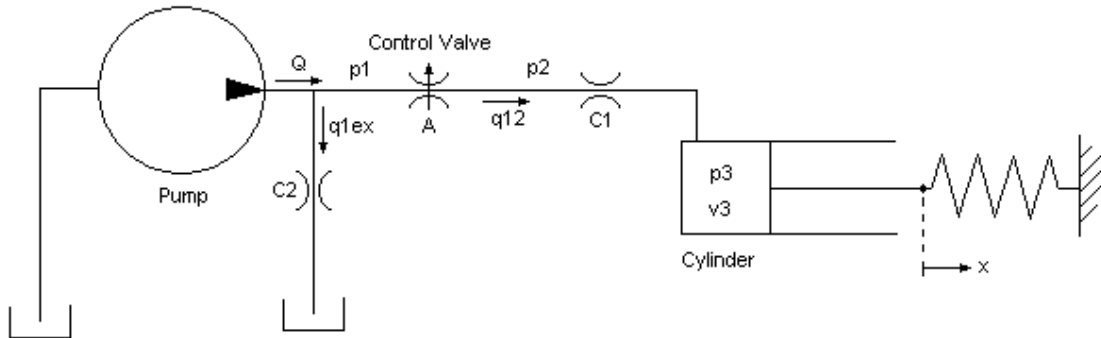 Control Valve
Q
p1
p2
q1ex
A
q12
C1
C2
Pump
p3
v3
Cylinder
x